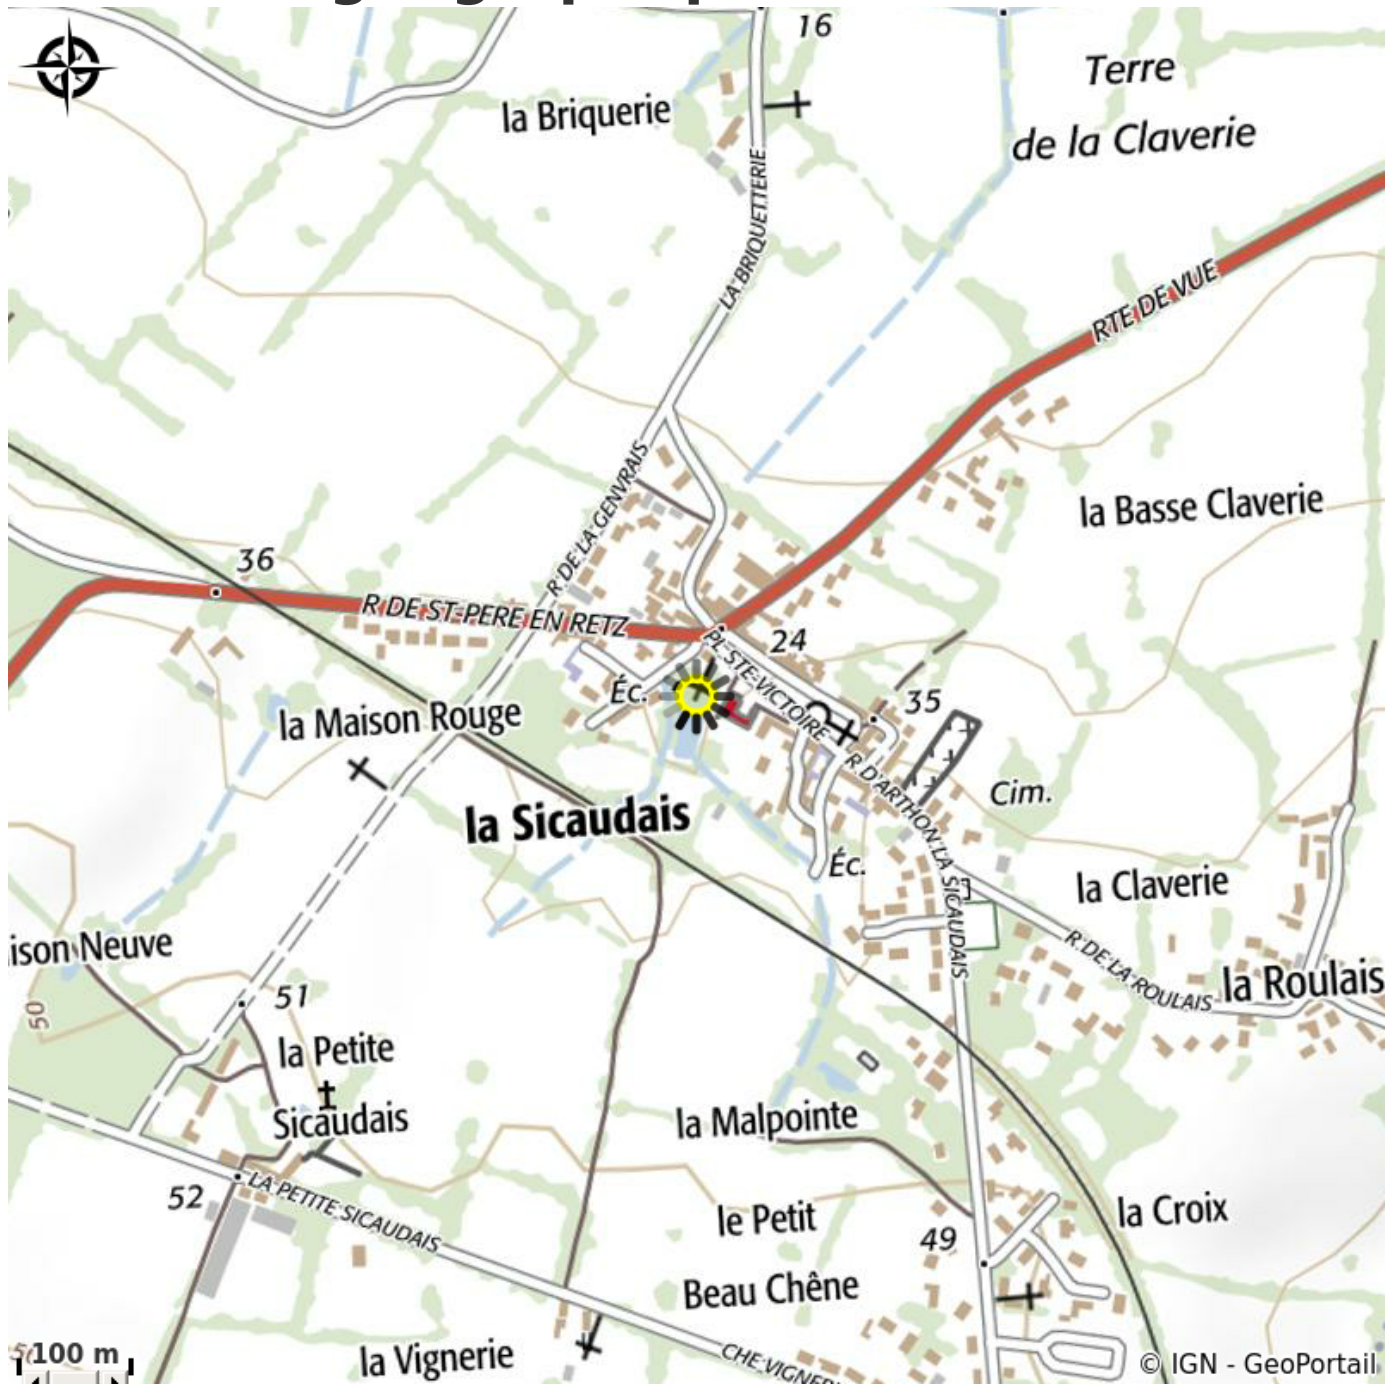 16
Terre
la Briquerie
de la Claverie
LA BRIQUETTERIE
RTE DE VUE
R DE LA GENVRAIS
la Basse Claverie
36
R DE ST-PERE EN RETZ
PL STE-VICTOIRE
24
Éc.
35
la Maison Rouge
R D'ARTHON LA SICAUDAIS
Cim.
la Sicaudais
Éc.
la Claverie
ison Neuve
R DE LA ROULAIS
la Roulais
51
50
la Petite
Sicaudais
la Malpointe
52
LA PETITE SICAUDAIS
le Petit
la Croix
49
Beau Chêne
la Vignerie
100 m
© IGN - GeoPortail